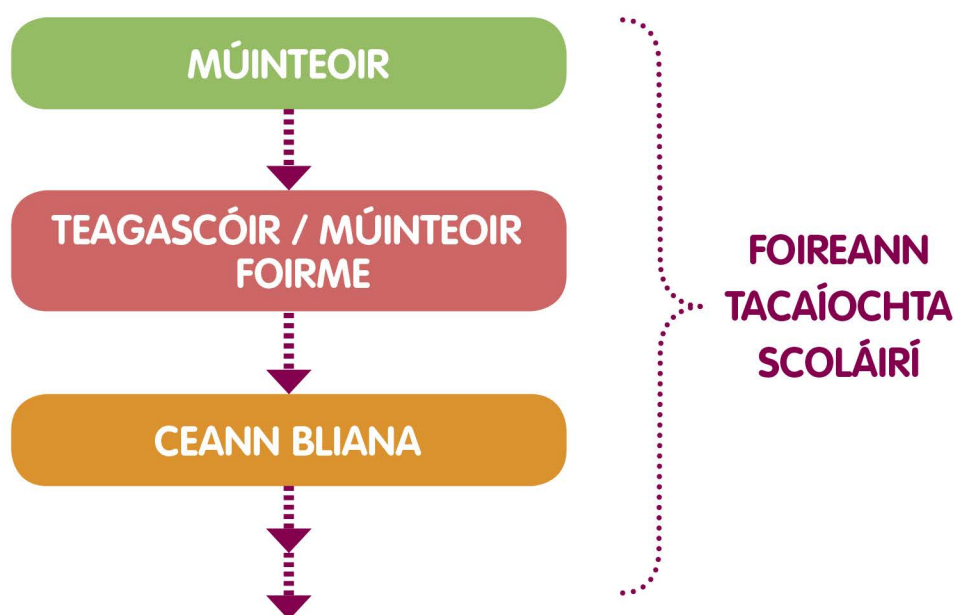 MÚINTEOIR
TEAGASCÓIR / MÚINTEOIR
FOIRME
CEANN BLIANA
FOIREANN
TACAÍOCHTA
SCOLÁIRÍ